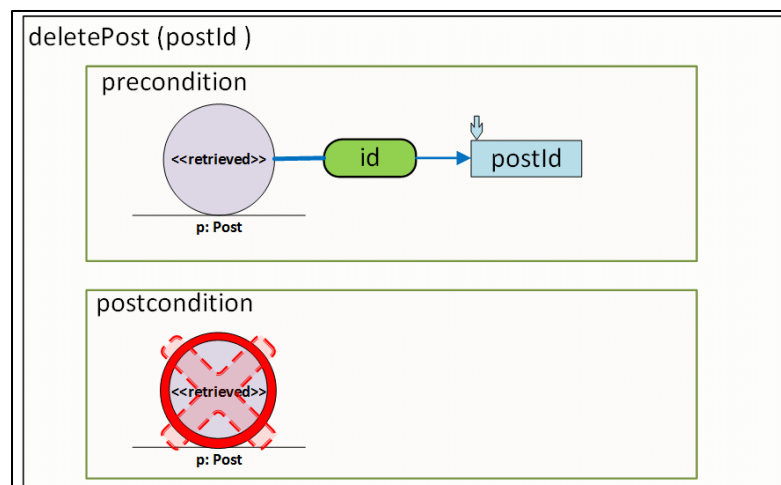 deletePost (postId )
precondition
<<retrieved>>
id
postId
p: Post
postcondition
<<retrieved>>
p: Post